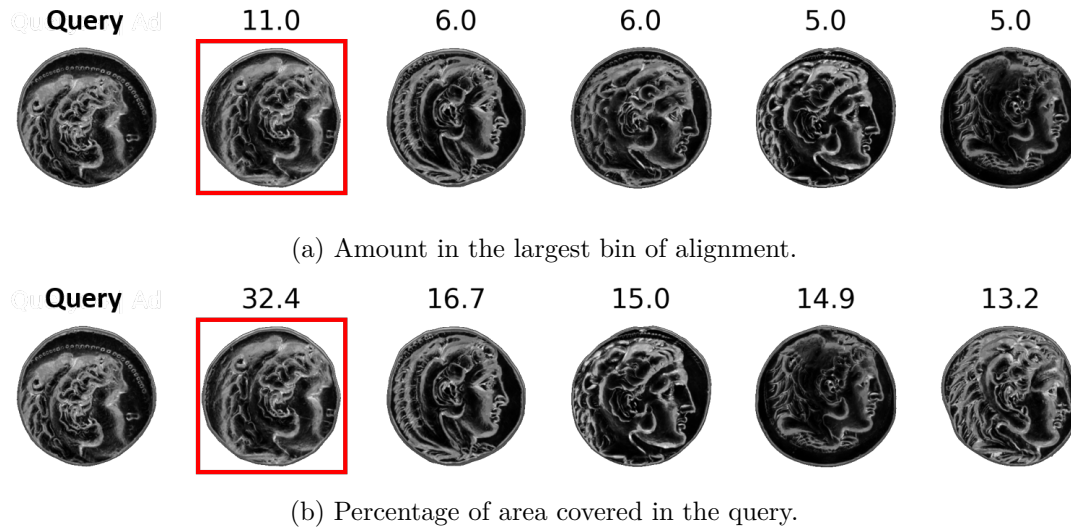 Query 11.0 6.0 6.0 5.0 5.0
(a) Amount in the largest bin of alignment.
Query 32.4 16.7 15.0 14.9 13.2
(b) Percentage of area covered in the query.